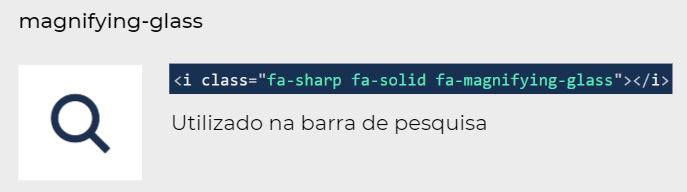 magnifying-glass
<i class="fa-sharp fa-solid fa-magnifying-glass"></i>
Utilizado na barra de pesquisa